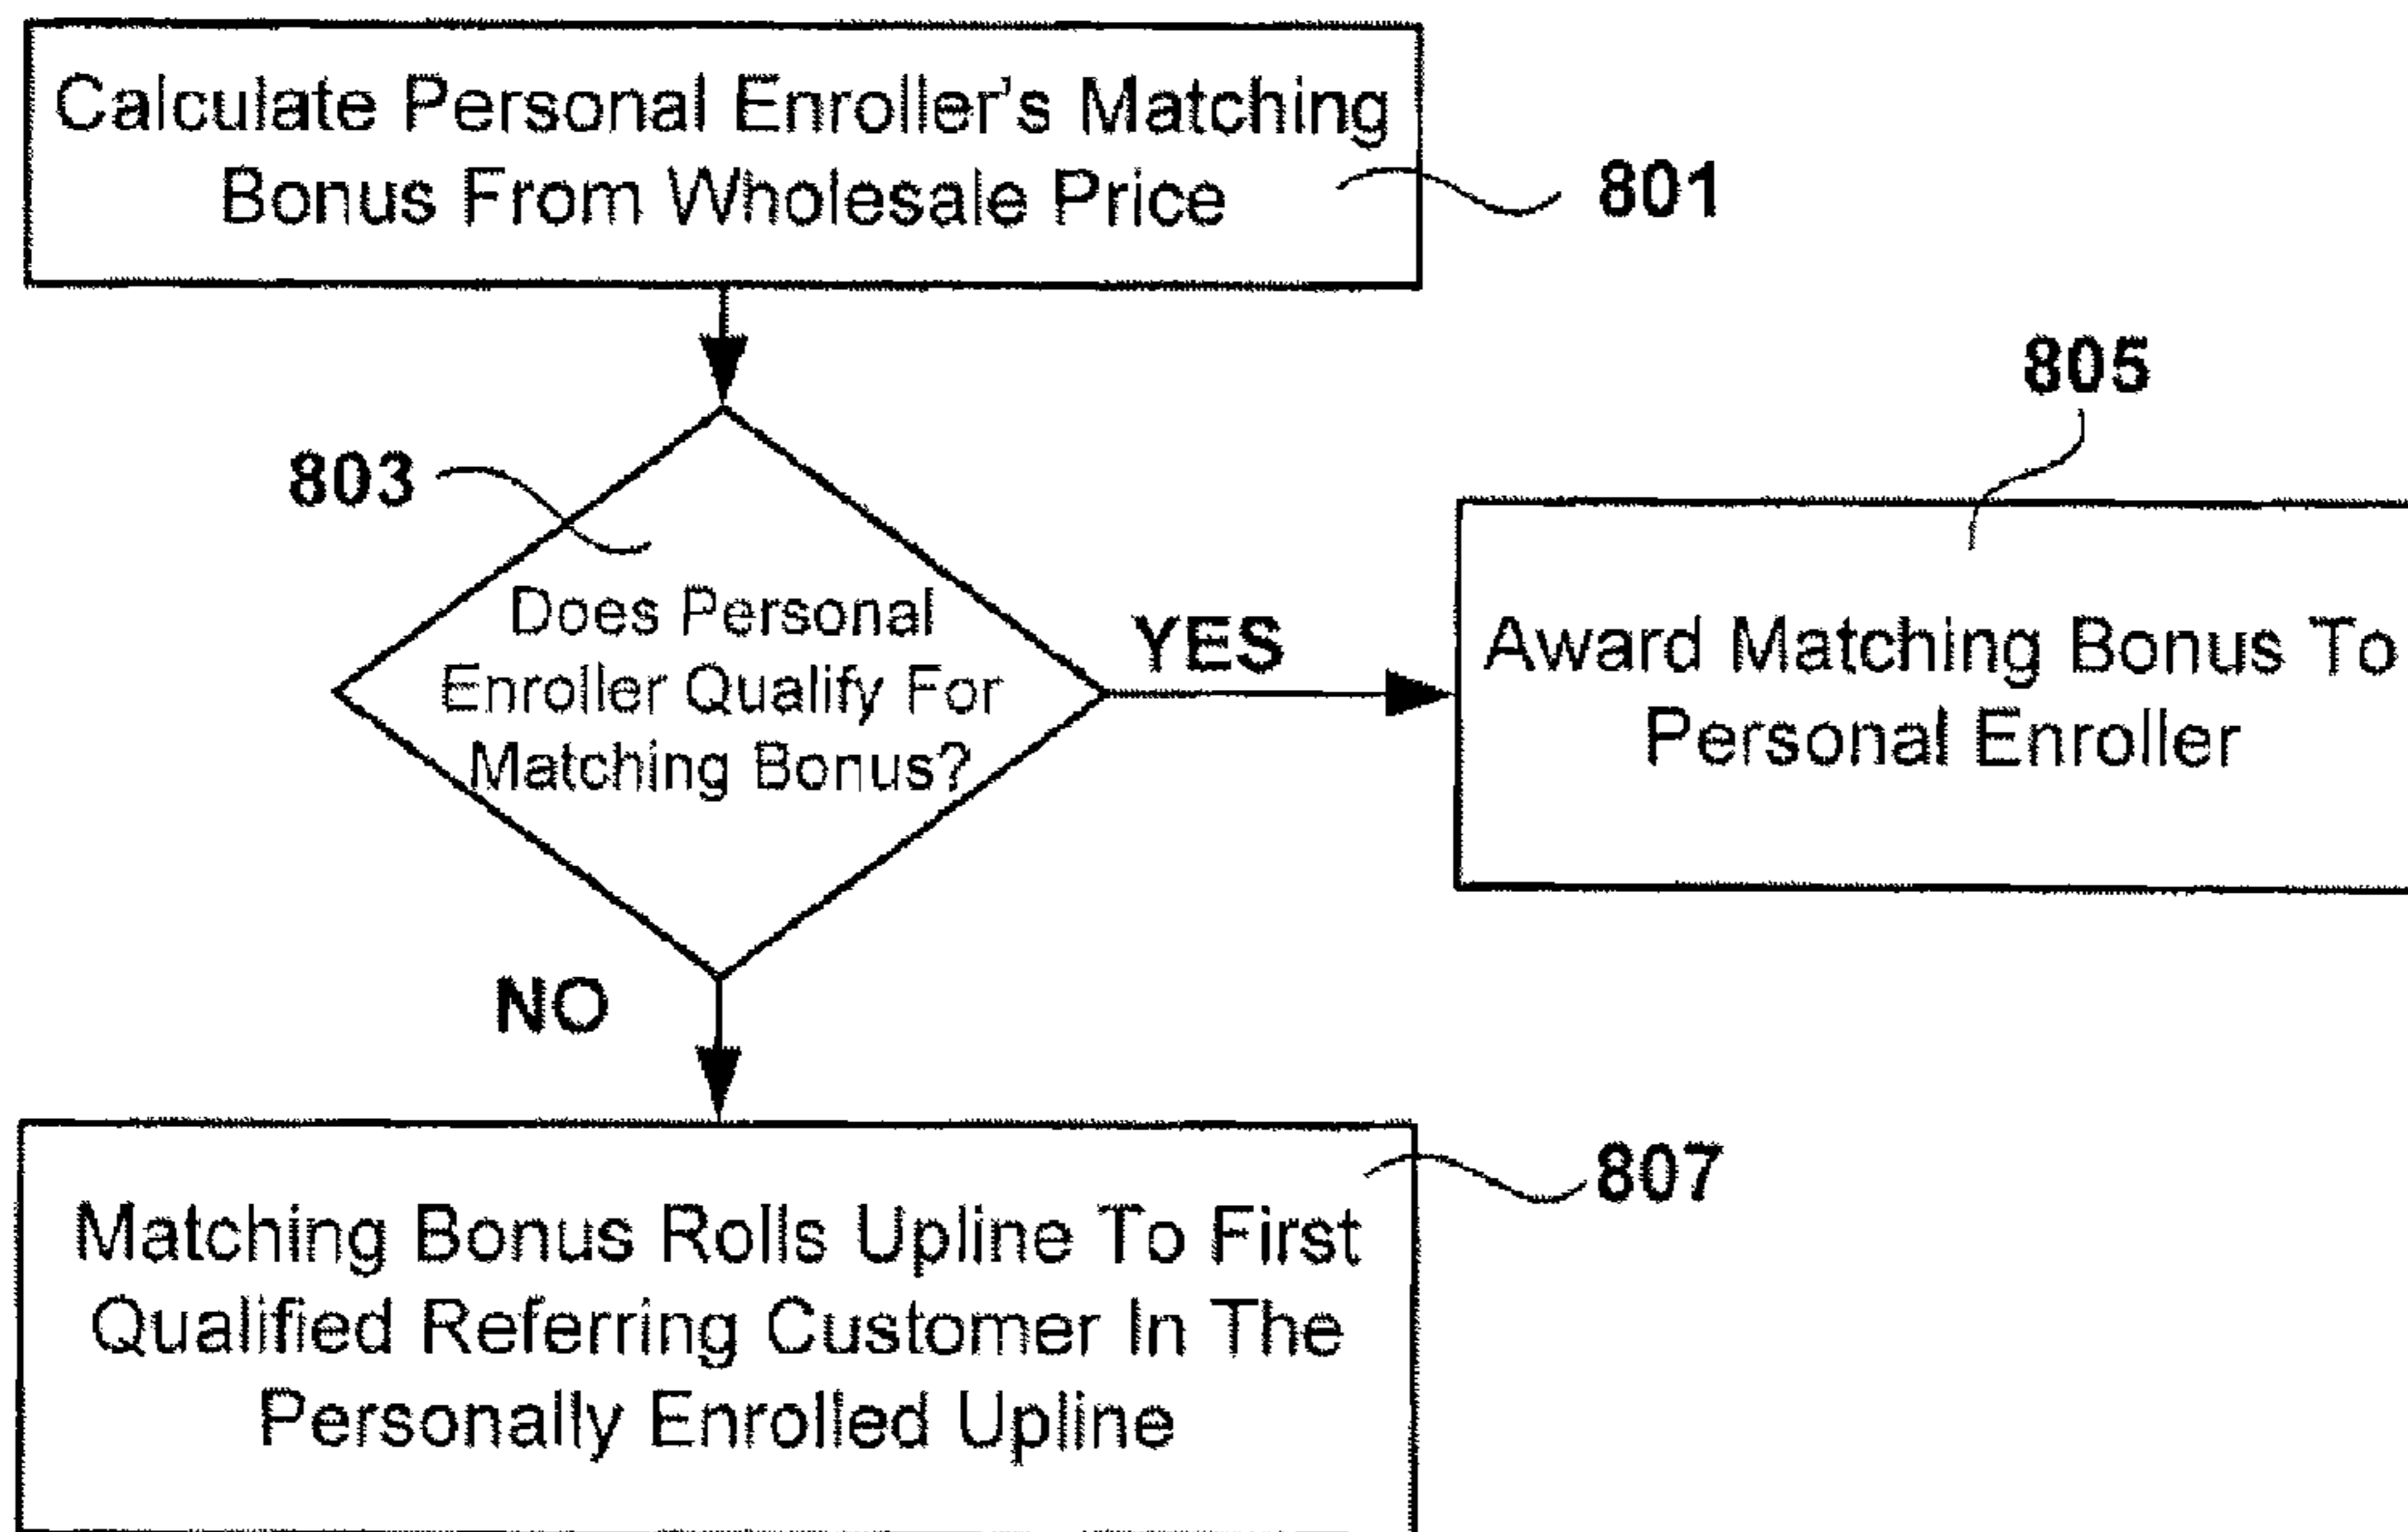 Calculate Personal Enroller's Matching
Bonus From Wholesale Price
801
805
803
Does Personal
Enroller Qualify For
Matching Bonus?
YES
Award Matching Bonus To
Personal Enroller
NO
807
Matching Bonus Rolls Upline To First
Qualified Referring Customer In The
Personally Enrolled Upline